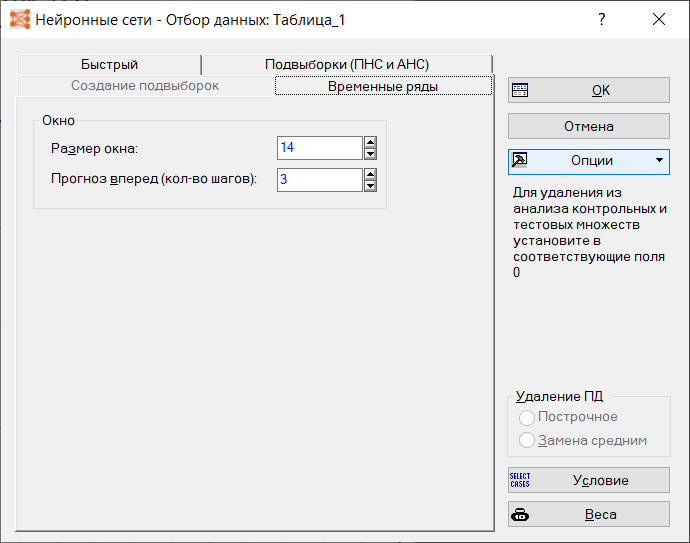 Нейронные сети - Отбор данных: Таблица_1
?
Быстрый
Подвыборки (ПНС и АНС)
Создание подвыборок
Временные ряды
Окно
Размер окна:
14
Прогноз вперед (кол-во шагов):
3
OK
Отмена
Опции
Для удаления из
анализа контрольных и
тестовых множеств
установите в
соответствующие поля
0
Удаление ПД
Построчное
Замена средним
SELECT
CASES
Условие
Веса